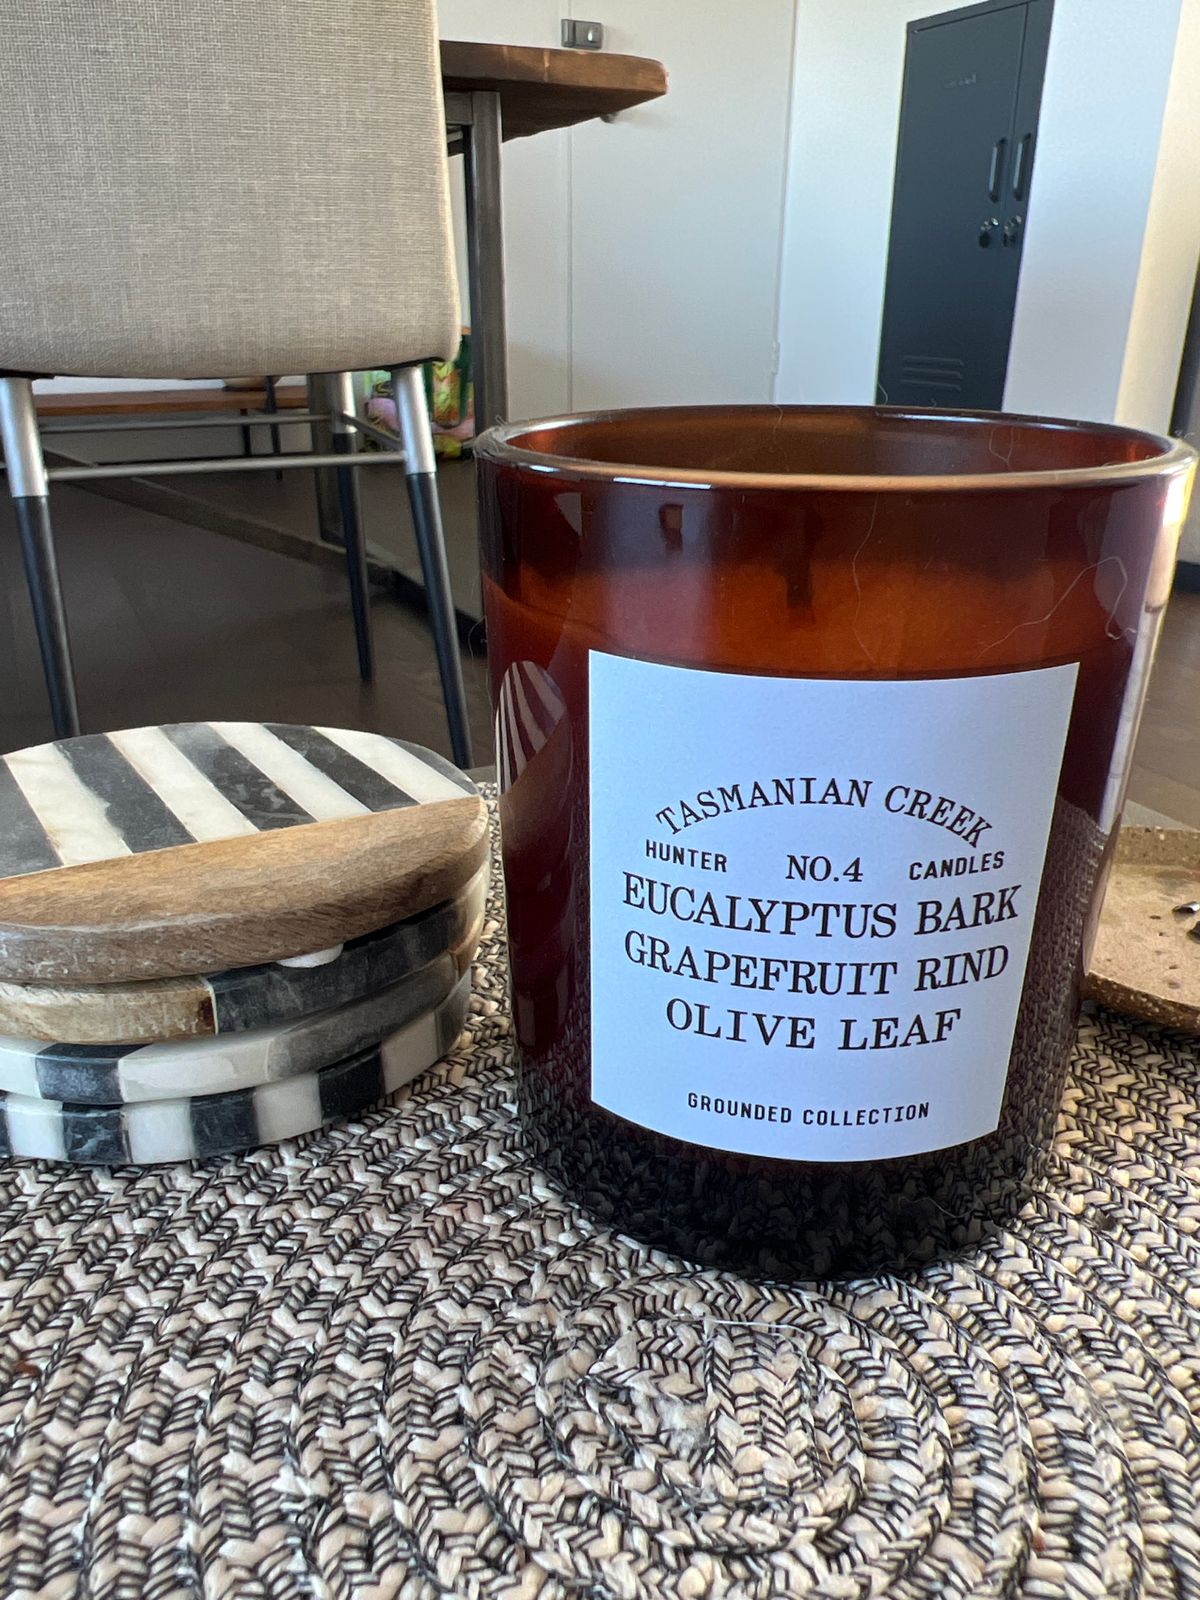 TASMANIAN CREEK
HUNTER NO.4 CANDLES
EUCALYPTUS BARK
GRAPEFRUIT RIND
OLIVE LEAF
GROUNDED COLLECTION